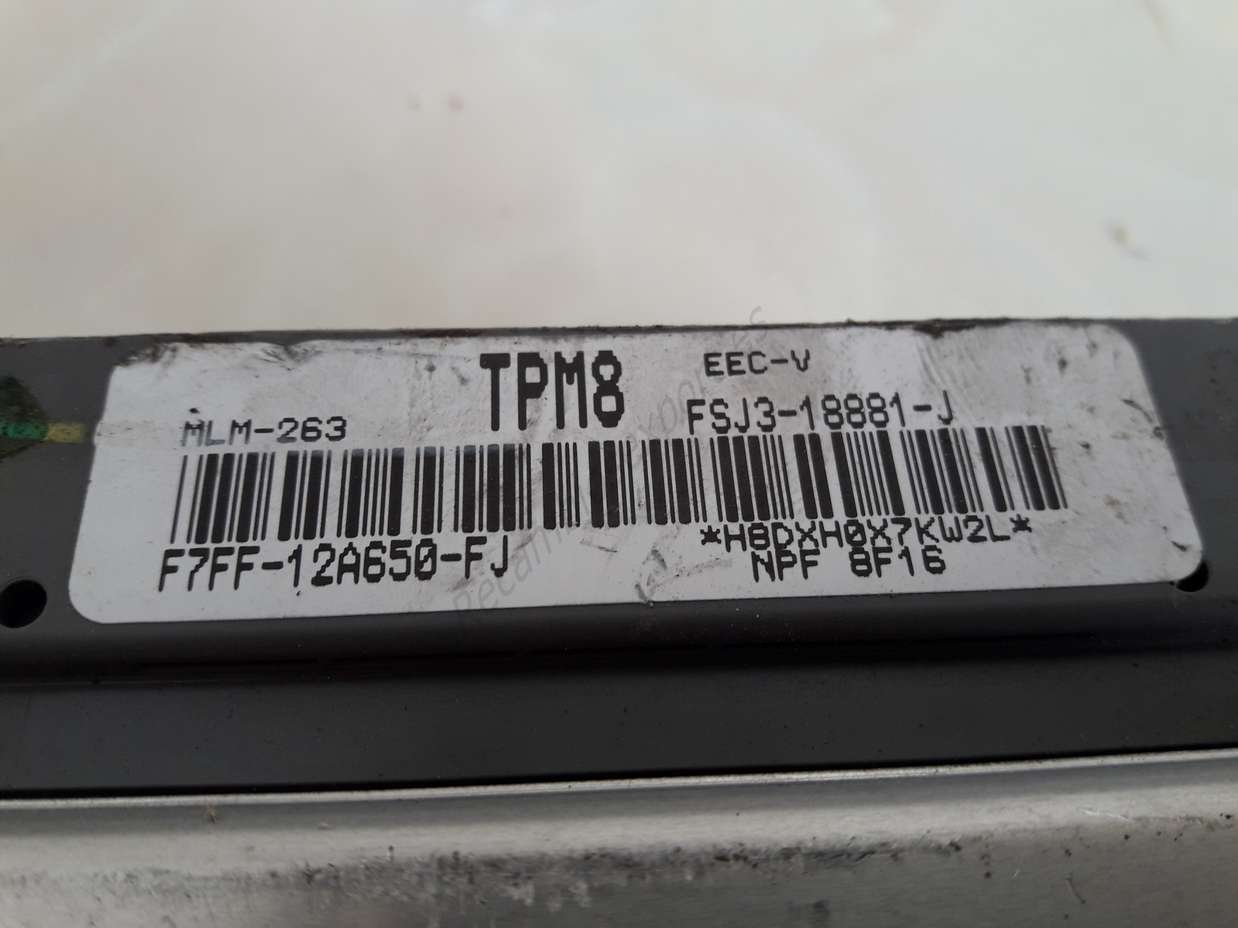 TPM8
EEC-V
MLM-263
FSJ3-18881-J
F7FF-12A650-FJ
*H8DXH0X7KW2L*
NPF 8F16